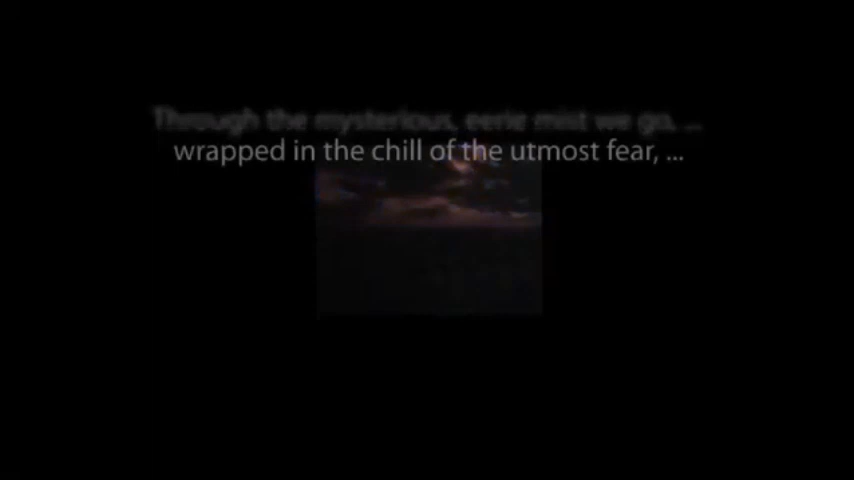 Through the mysterious, eerie mist we go, ...
wrapped in the chill of the utmost fear, ...